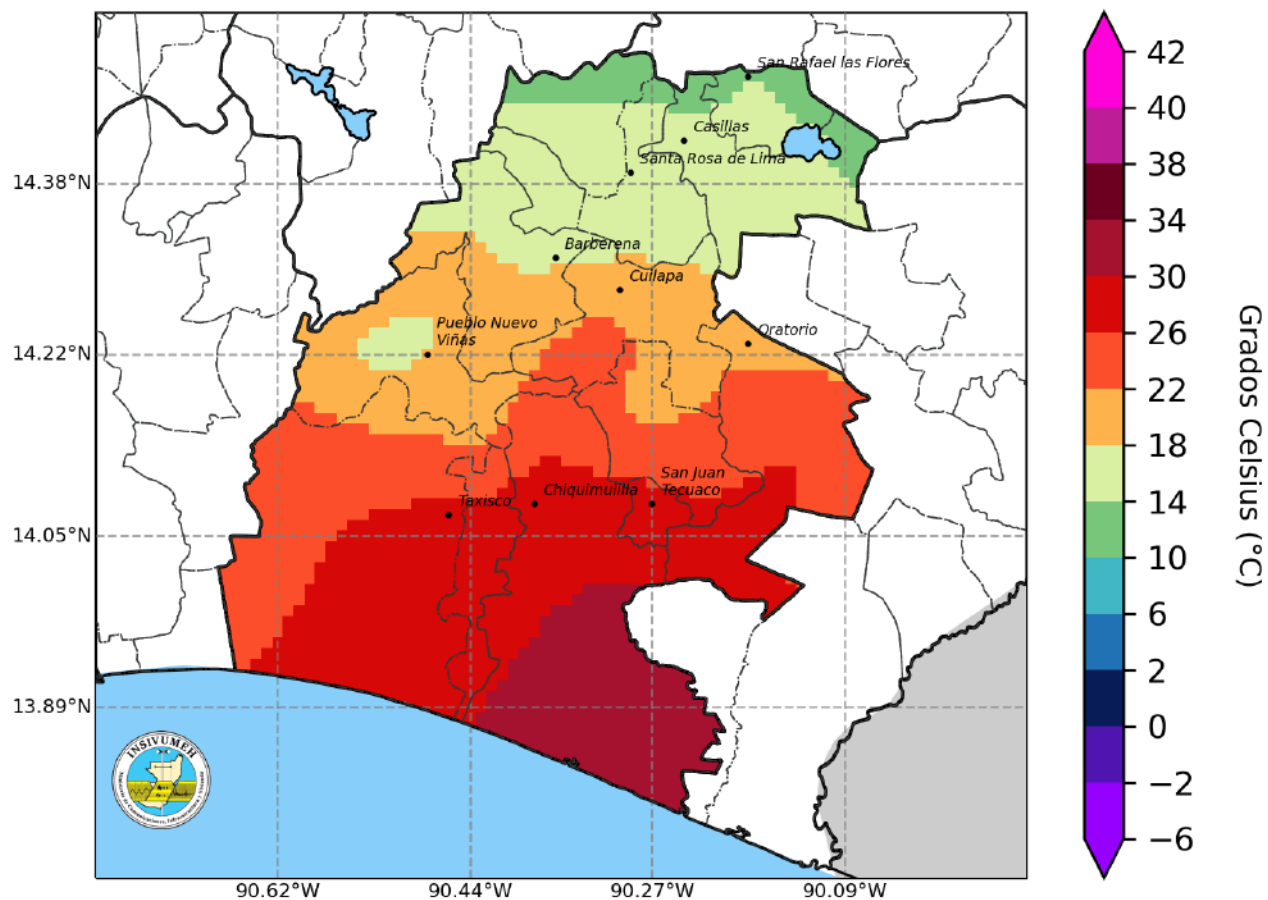 San Rafael las Flores
Casillas
Santa Rosa de Lima
Barberena
Cuilapa
Pueblo Nuevo
Viñas
Oratorio
San Juan
Tecuaco
Chiquimulilla
Taxisco
14.38°N
14.22°N
14.05°N
13.89°N
90.62°W
90.44°W
90.27°W
90.09°W
INSIVUMEH
42
40
38
34
30
26
22
18
14
10
6
2
0
−2
−6
Grados Celsius (°C)